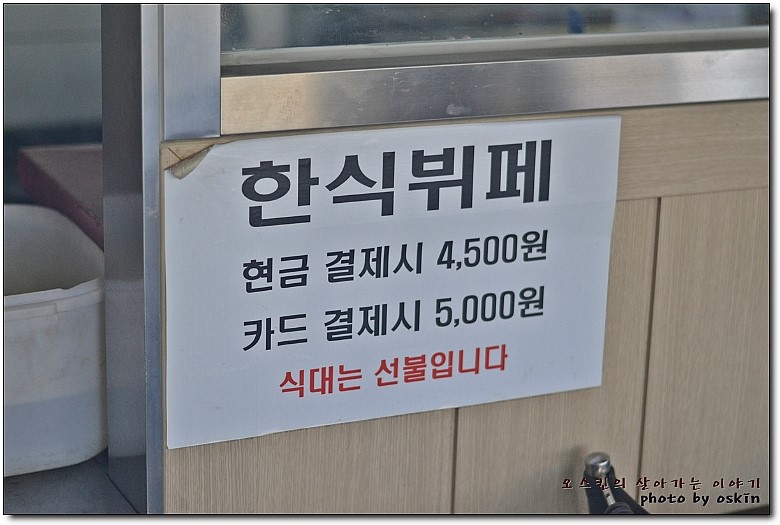 한식뷔페
현금 결제시 4,500원
카드 결제시 5,000원
식대는 선불입니다
오스킨의 살아가는 이야기
photo by oskin